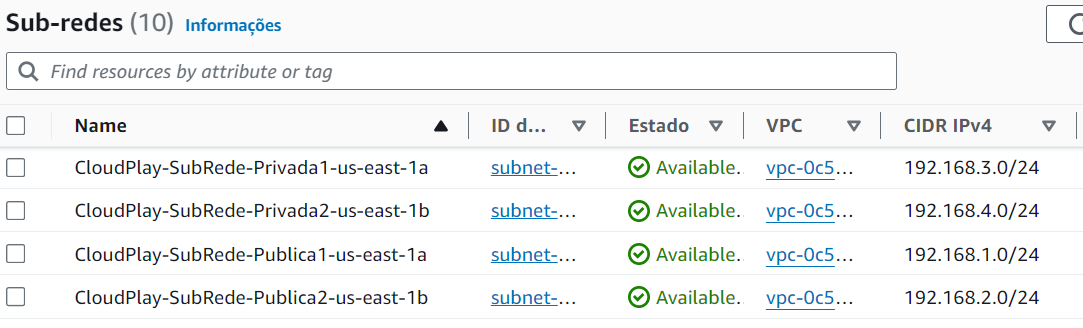 Sub-redes (10) Informações
Find resources by attribute or tag
Name ID d... Estado VPC CIDR IPv4
CloudPlay-SubRede-Privada1-us-east-1a subnet-... Available. vpc-0c5... 192.168.3.0/24
CloudPlay-SubRede-Privada2-us-east-1b subnet-... Available. vpc-0c5... 192.168.4.0/24
CloudPlay-SubRede-Publica1-us-east-1a subnet-... Available. vpc-0c5... 192.168.1.0/24
CloudPlay-SubRede-Publica2-us-east-1b subnet-... Available. vpc-0c5... 192.168.2.0/24